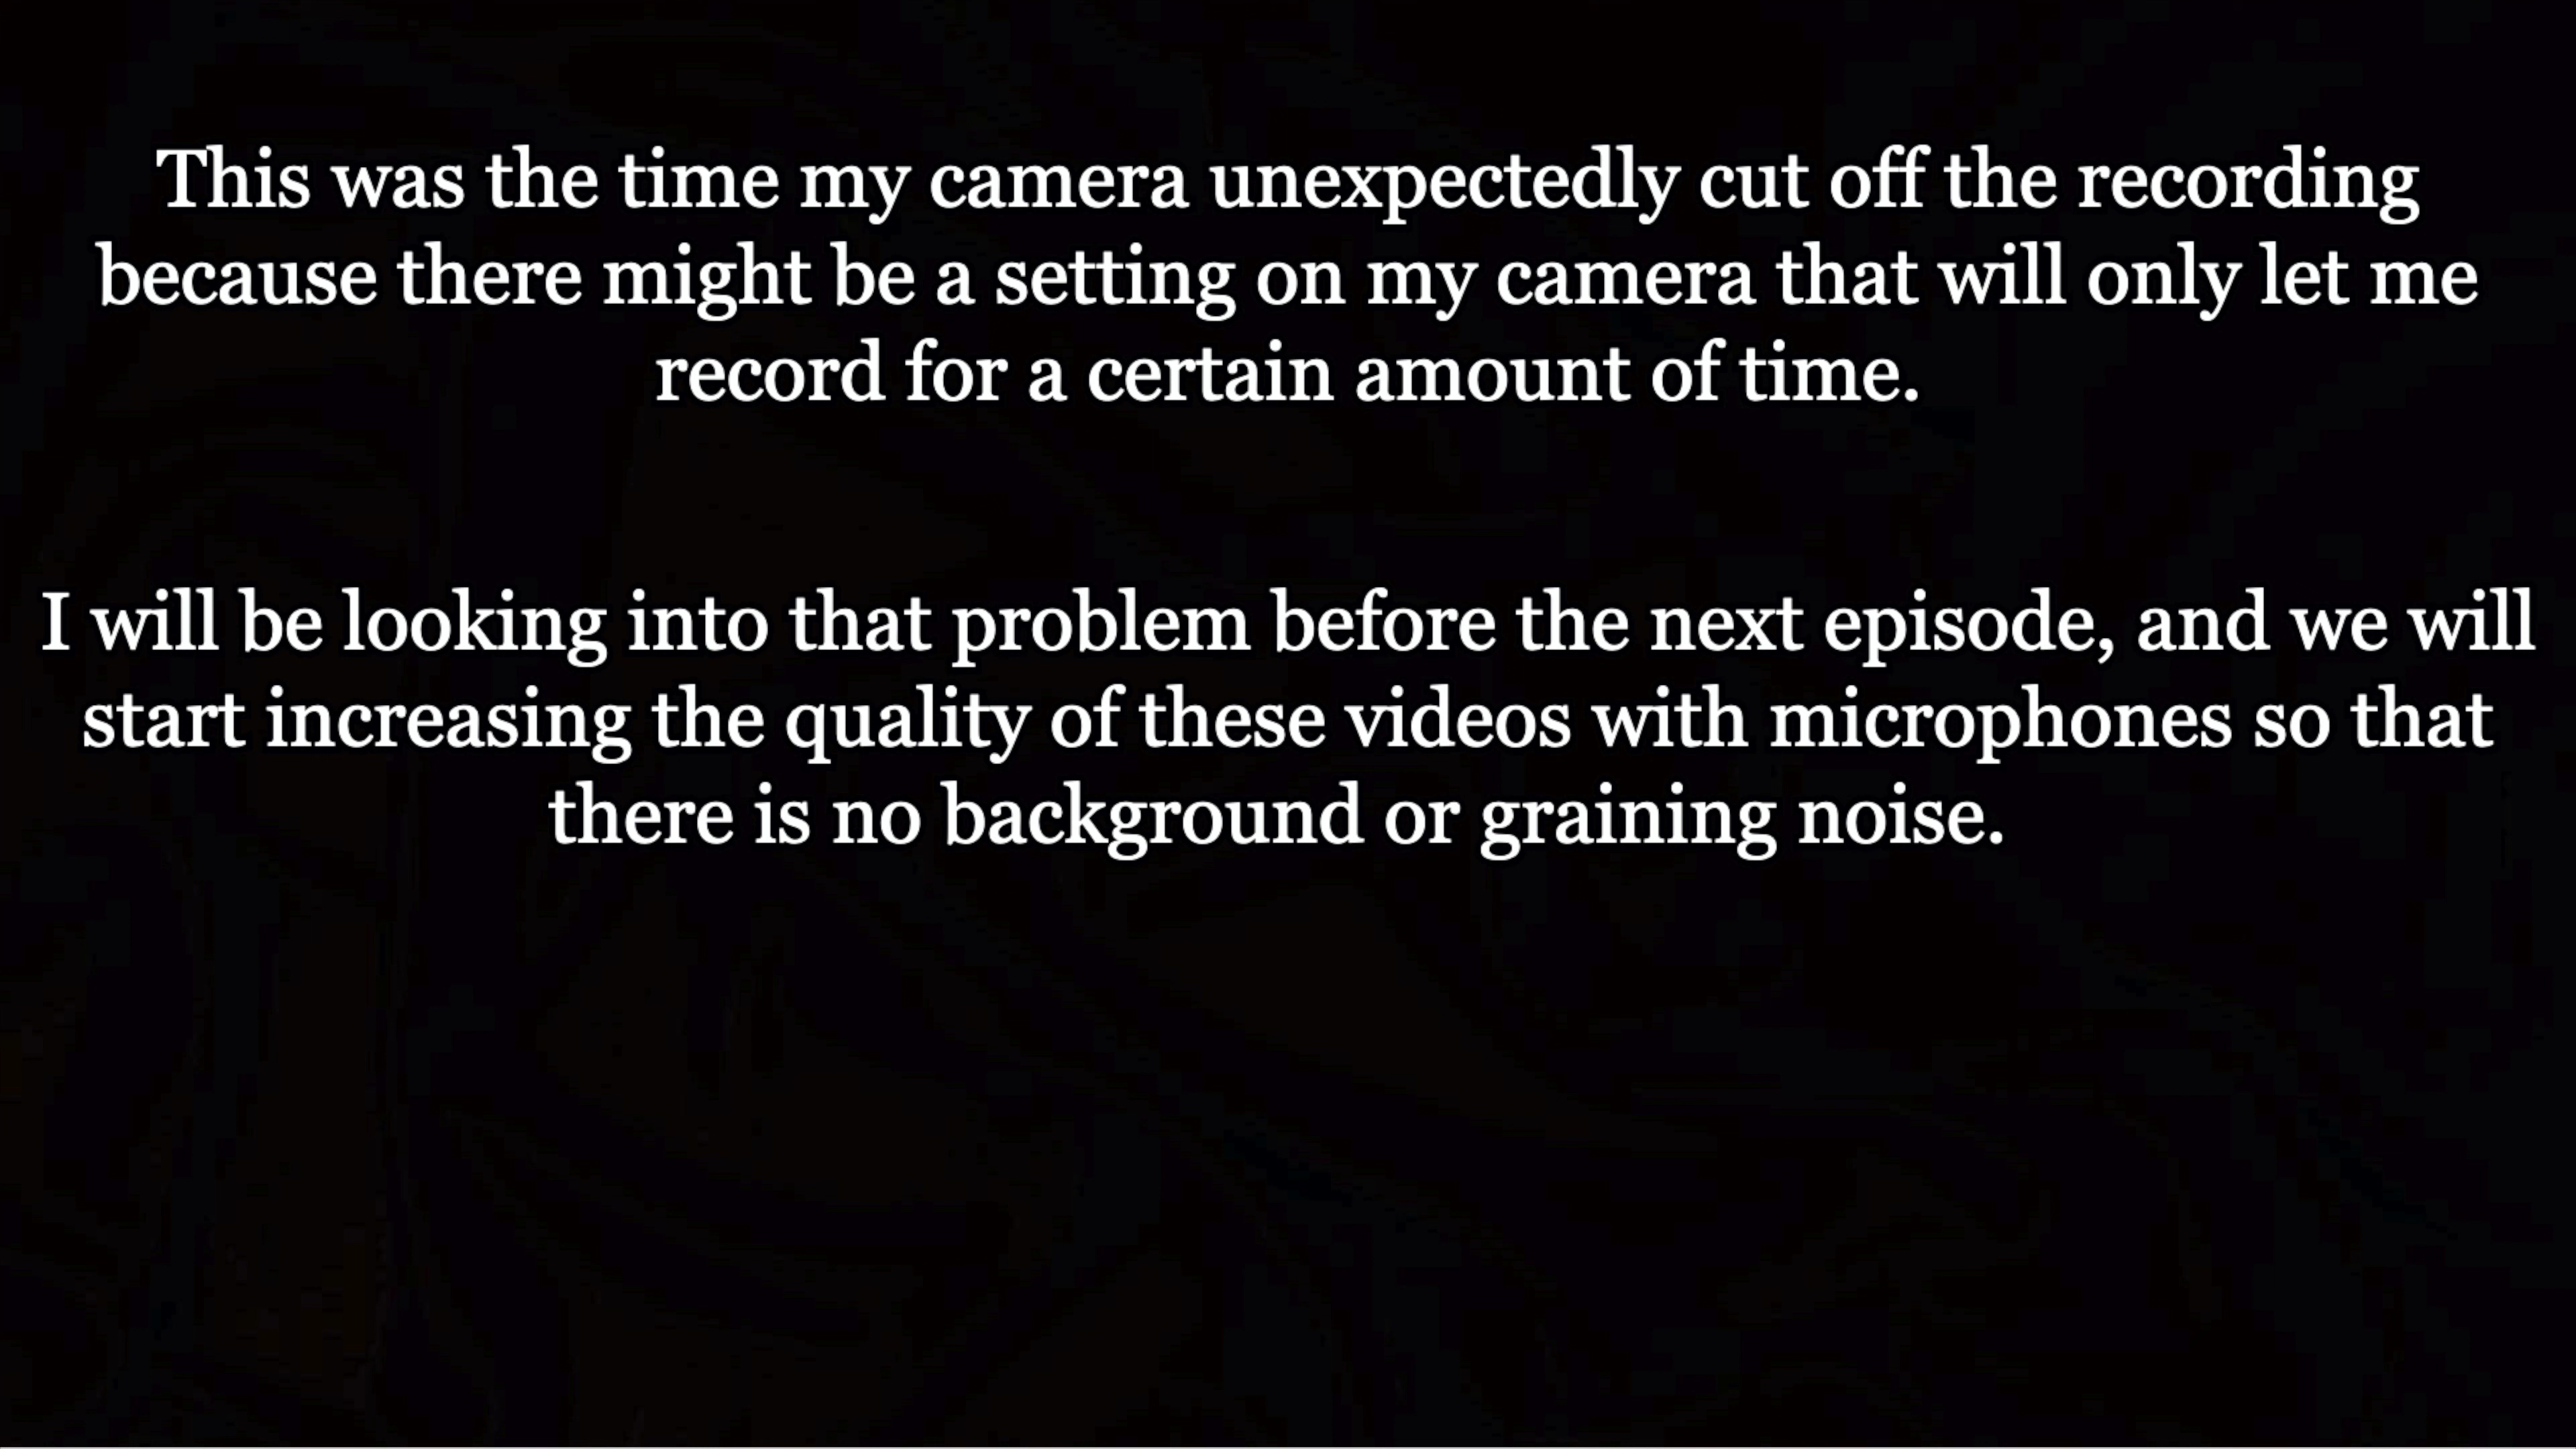 This was the time my camera unexpectedly cut off the recording
because there might be a setting on my camera that will only let me
record for a certain amount of time.
I will be looking into that problem before the next episode, and we will
start increasing the quality of these videos with microphones so that
there is no background or graining noise.